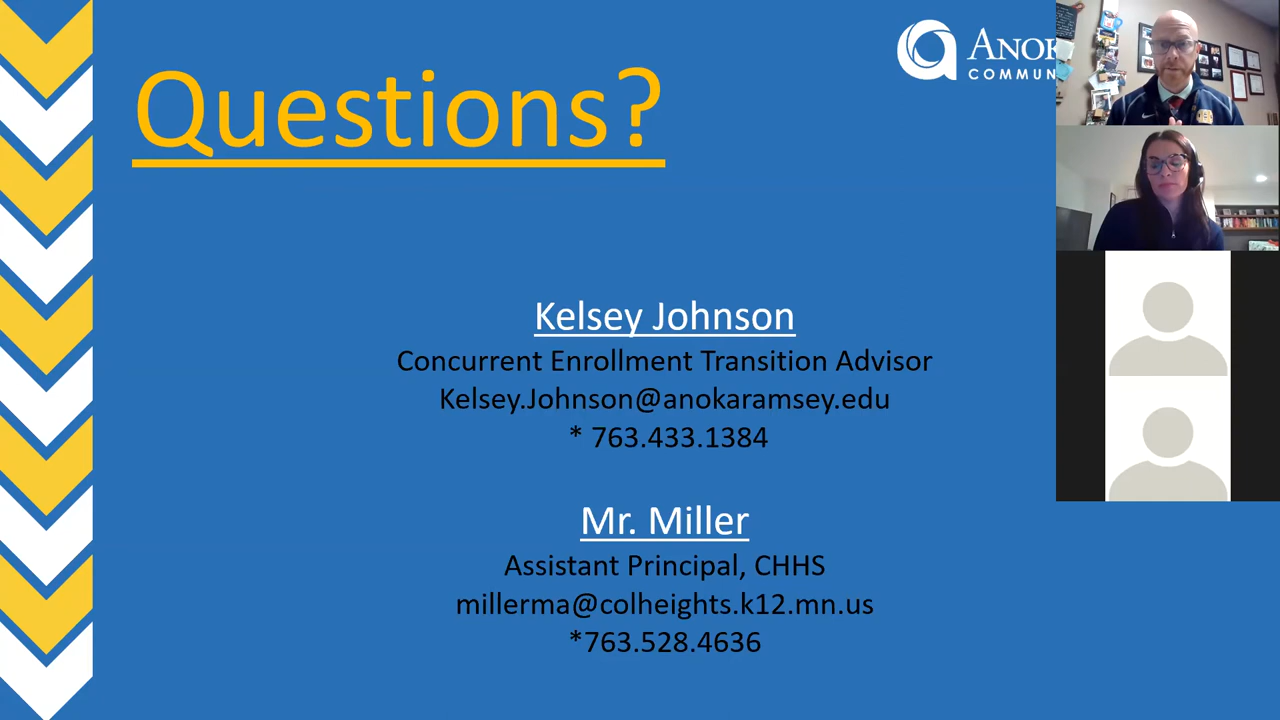 Questions?
ANOK
COMMUN
Kelsey Johnson
Concurrent Enrollment Transition Advisor
Kelsey.Johnson@anokaramsey.edu
* 763.433.1384
Mr. Miller
Assistant Principal, CHHS
millerma@colheights.k12.mn.us
*763.528.4636